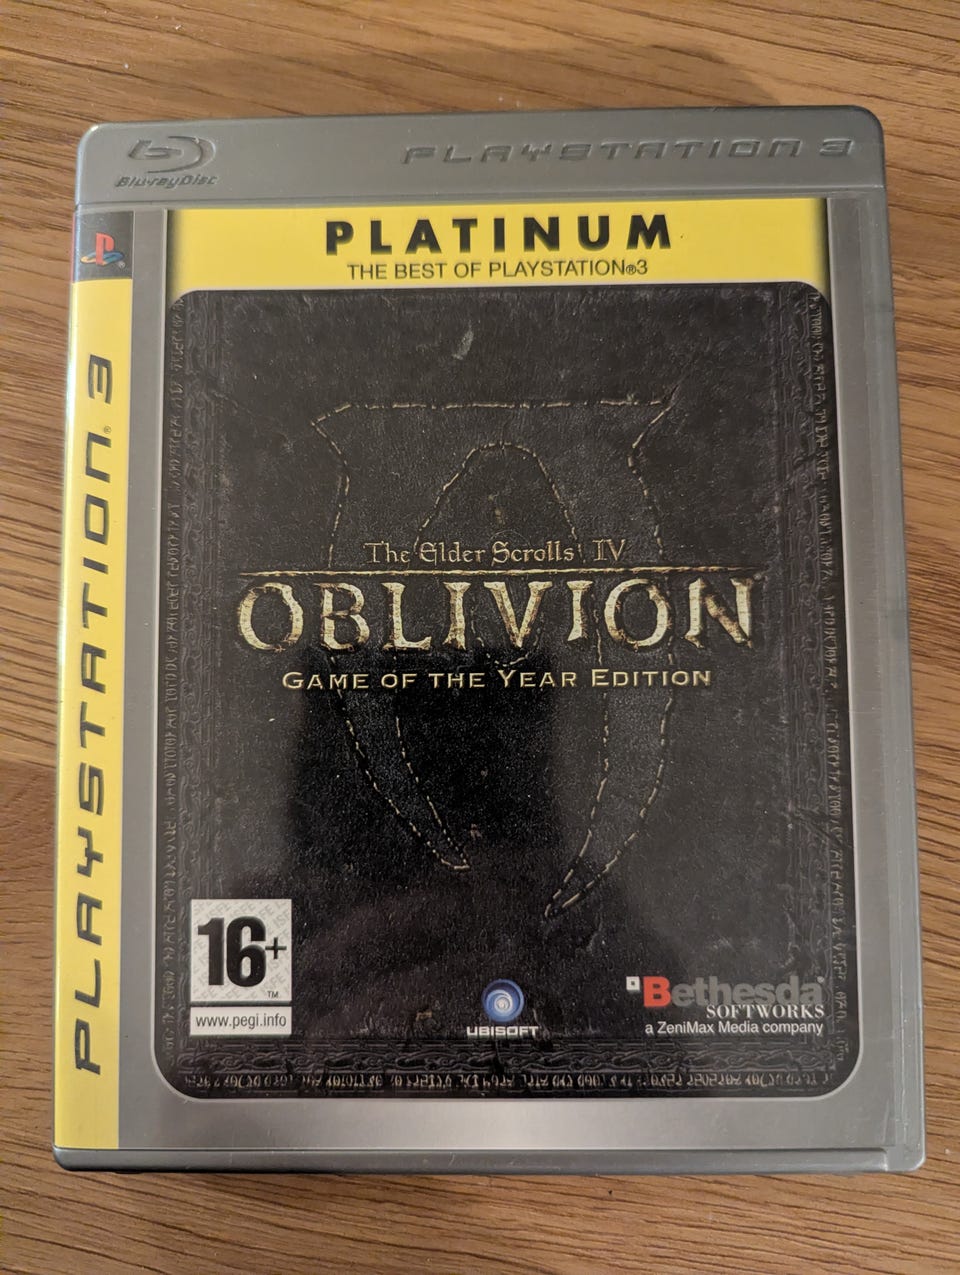 Blu-ray Disc
PLAYSTATION 3
PLATINUM
THE BEST OF PLAYSTATION®3
PLAYSTATION® 3
The Elder Scrolls IV
OBLIVION
GAME OF THE YEAR EDITION
16+
TM
www.pegi.info
UBISOFT
Bethesda
SOFTWORKS
a ZeniMax Media company